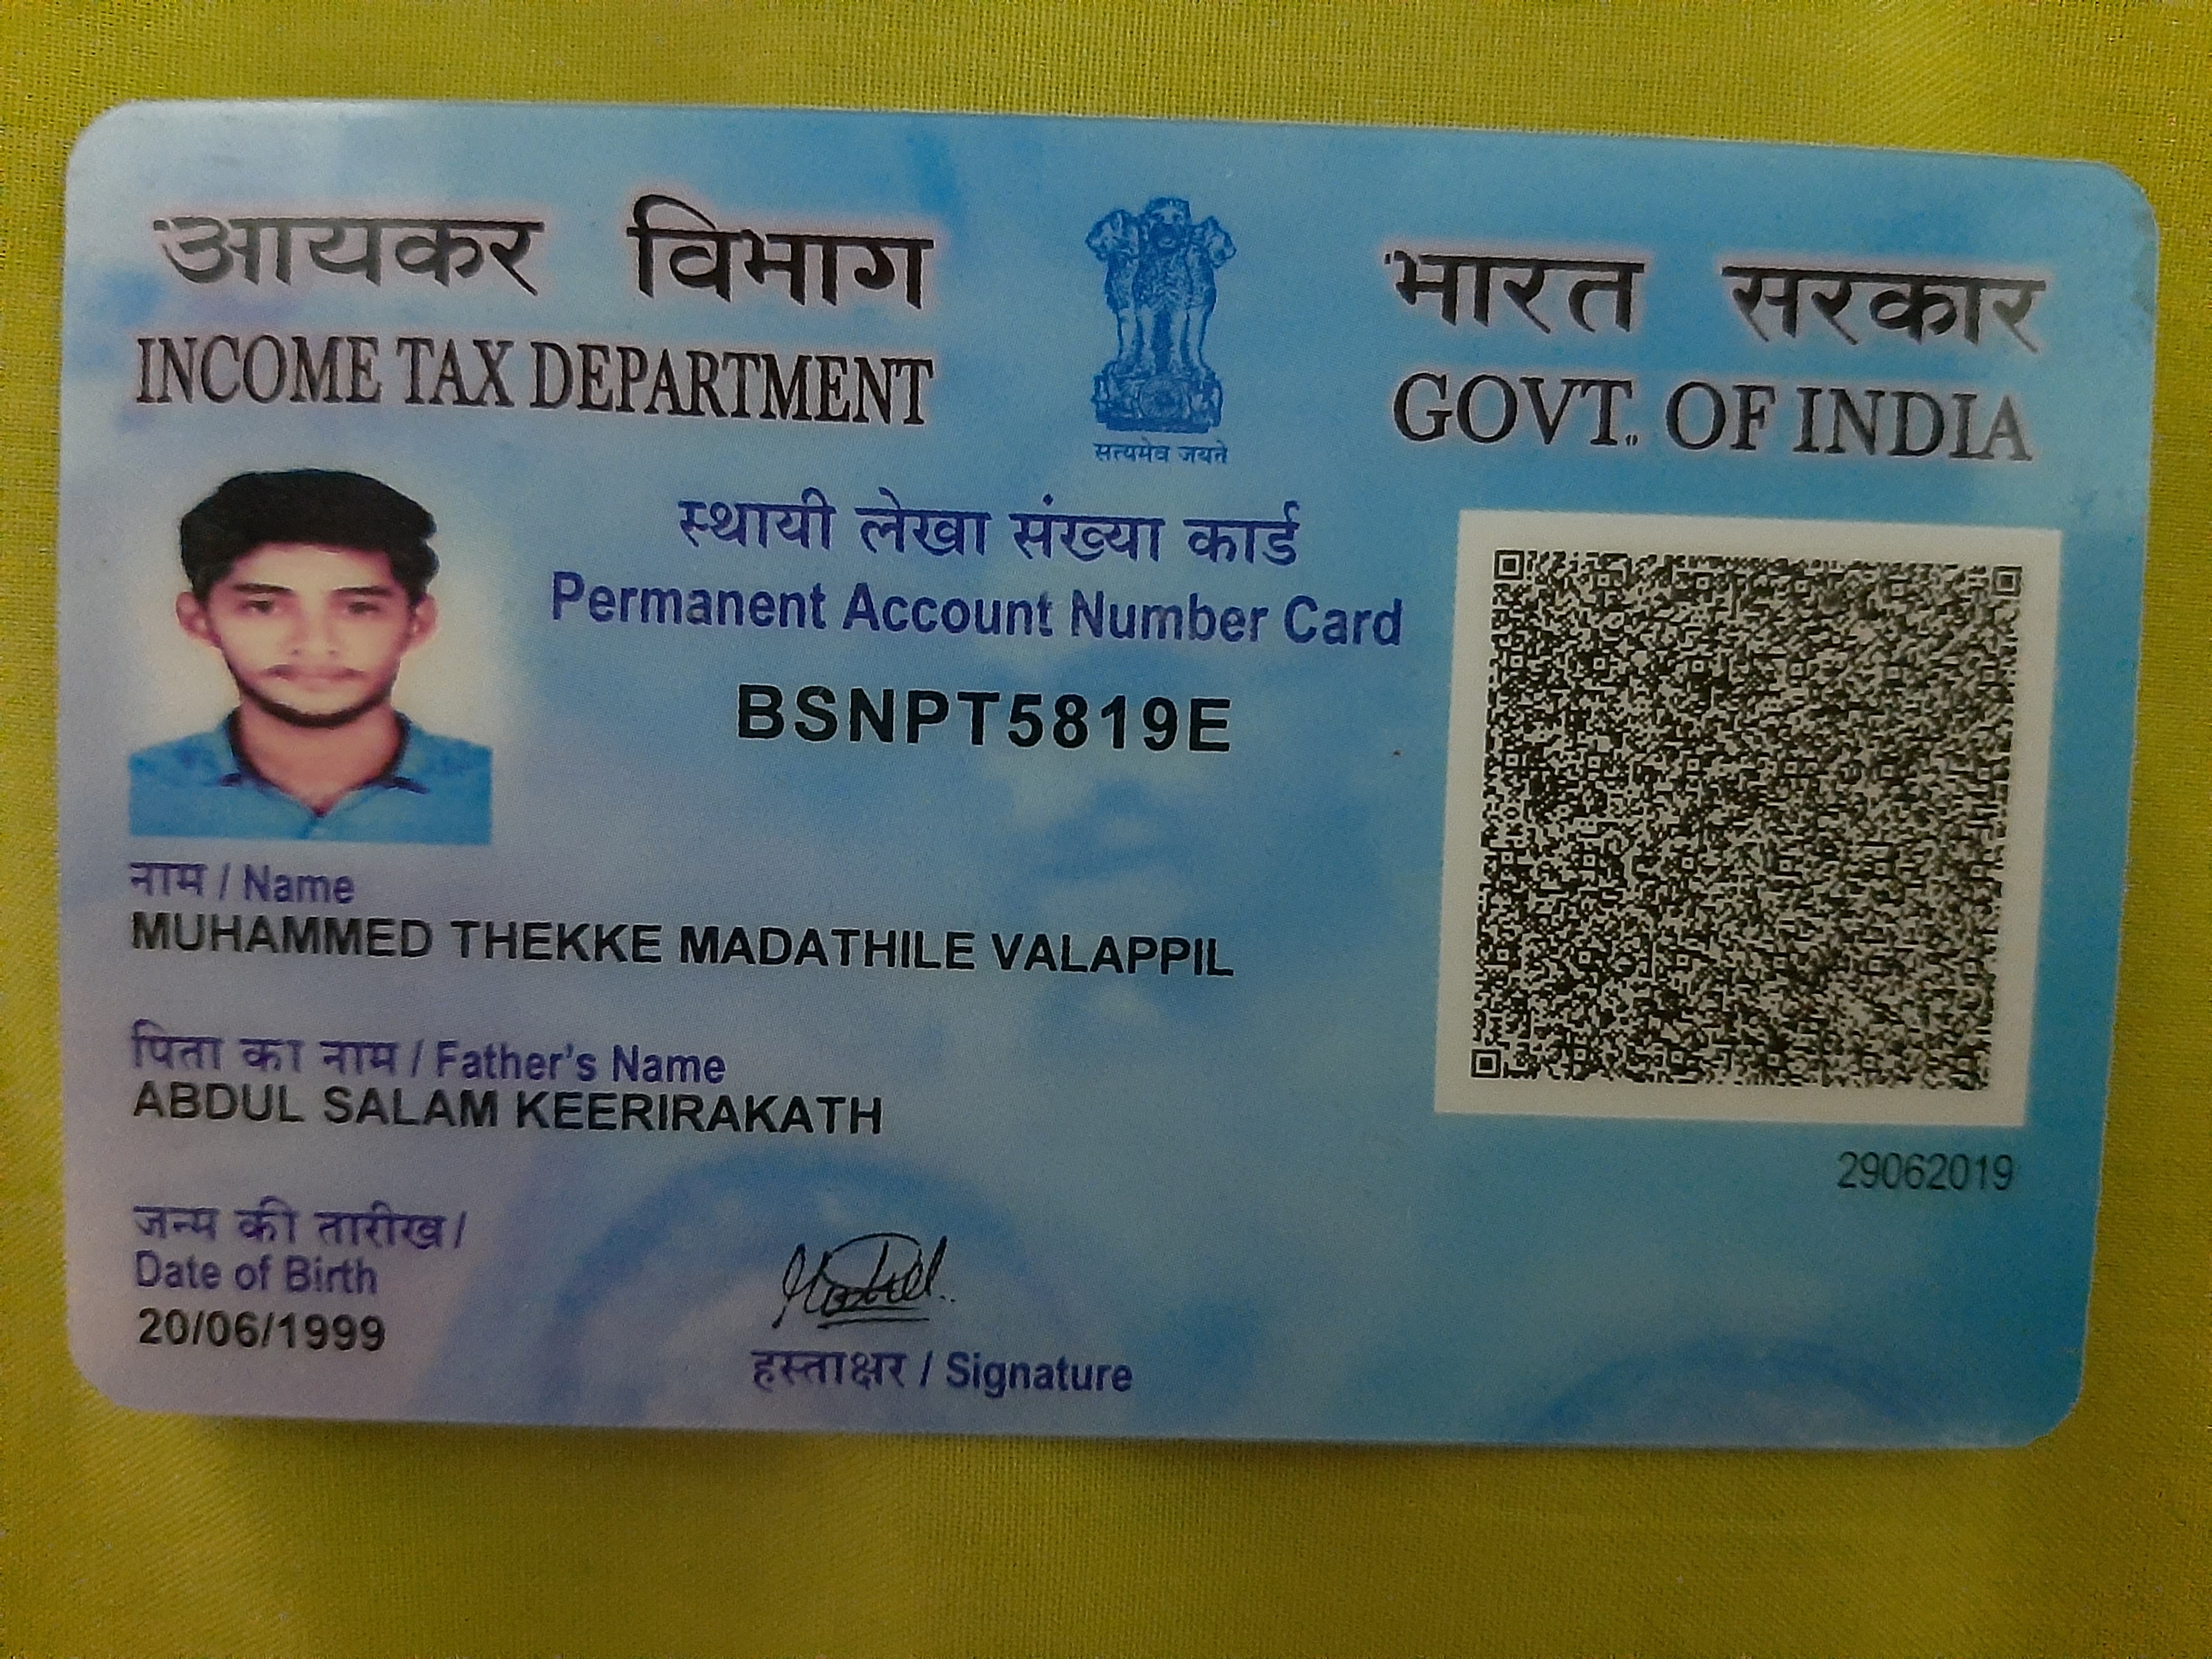 आयकर विभाग
INCOME TAX DEPARTMENT
सत्यमेव जयते
भारत सरकार
GOVT. OF INDIA
स्थायी लेखा संख्या कार्ड
Permanent Account Number Card
BSNPT5819E
नाम / Name
MUHAMMED THEKKE MADATHILE VALAPPIL
पिता का नाम / Father's Name
ABDUL SALAM KEERIRAKATH
जन्म की तारीख /
Date of Birth
20/06/1999
हस्ताक्षर / Signature
29062019